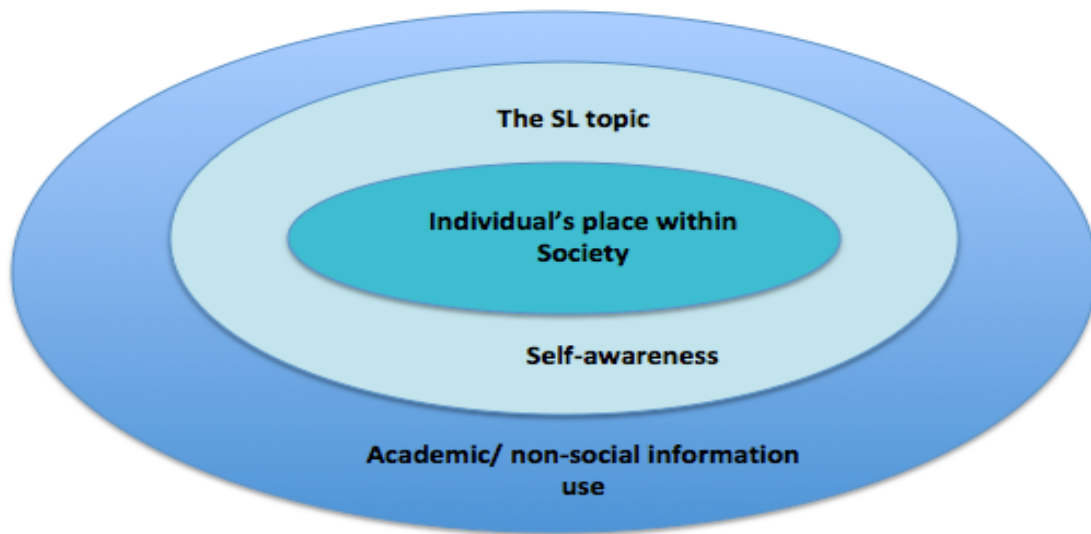 The SL topic
Individual’s place within
Society
Self-awareness
Academic/ non-social information
use